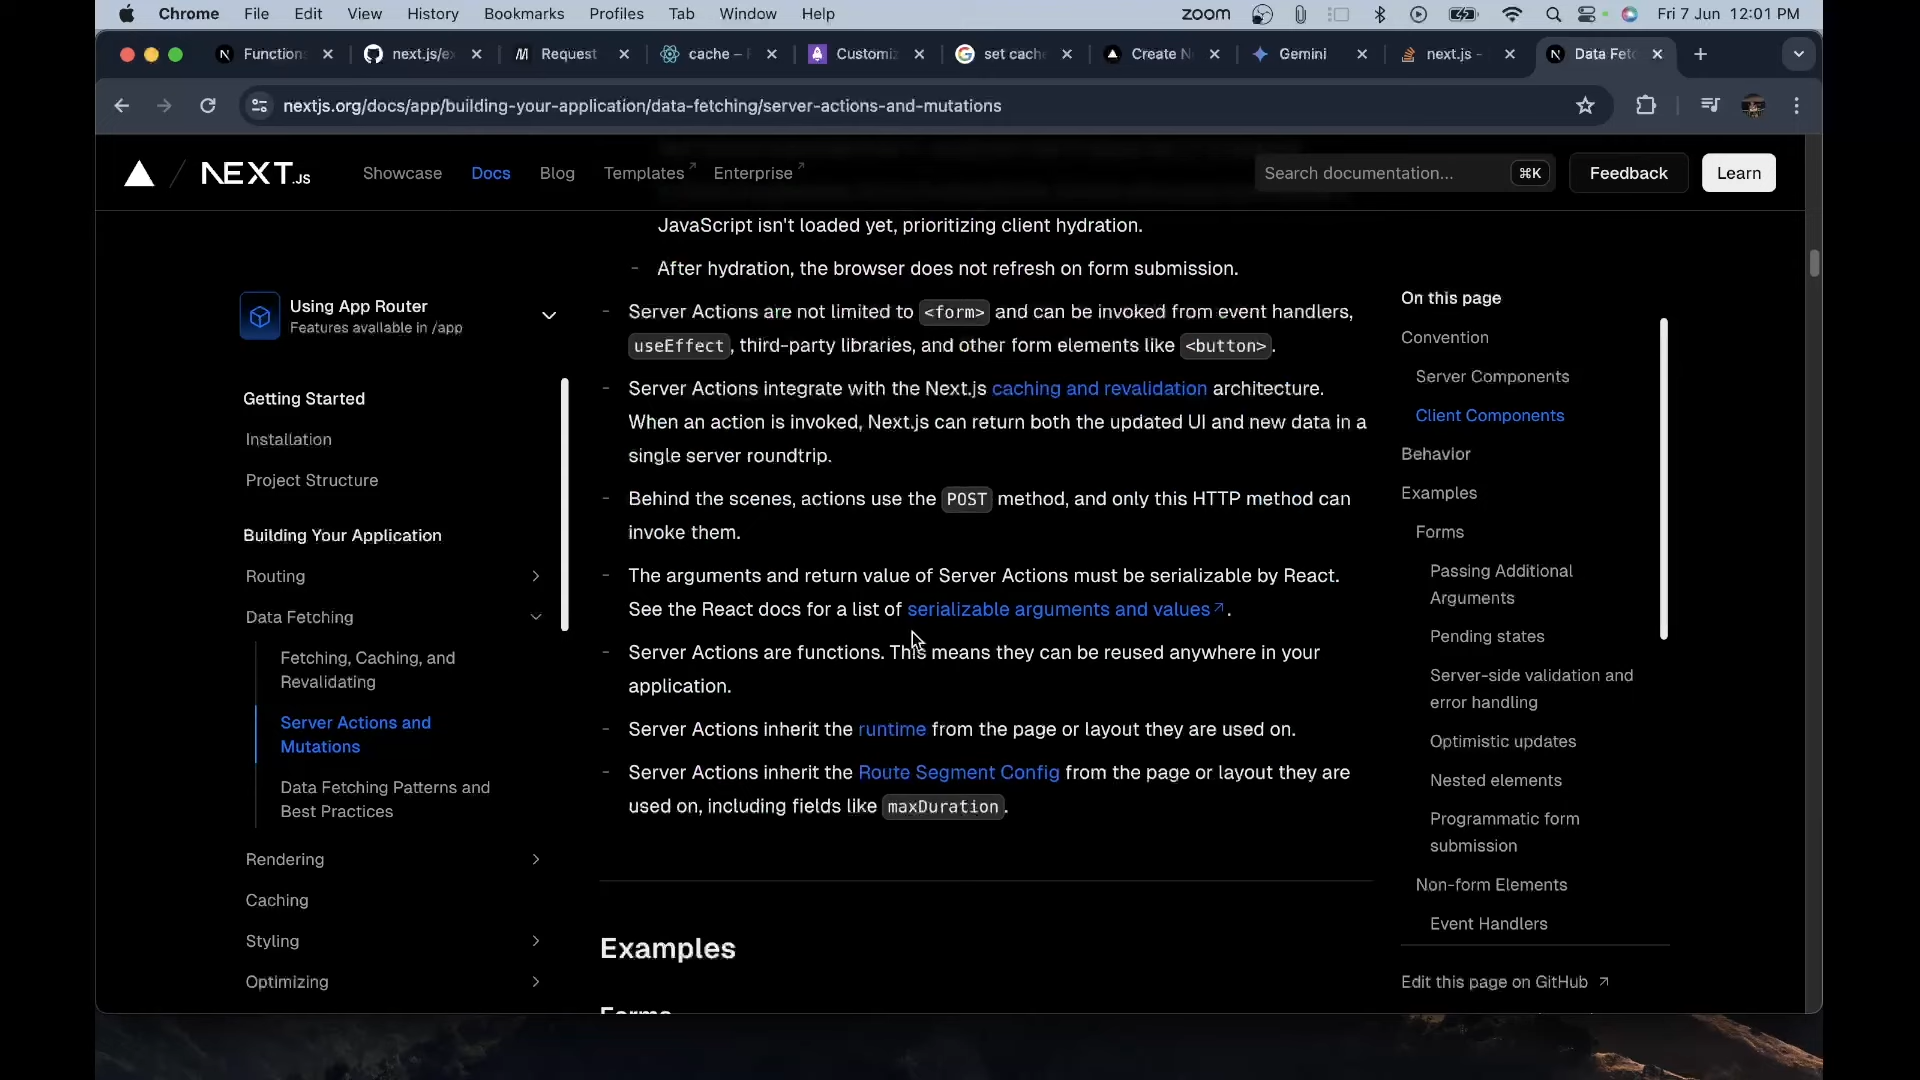 Chrome File Edit View History Bookmarks Profiles Tab Window Help zoom Fri 7 Jun 12:01 PM
Function next.js/e Request cache – Customiz set cache Create N Gemini next.js - Data Fetc
nextjs.org/docs/app/building-your-application/data-fetching/server-actions-and-mutations
NEXT.JS Showcase Docs Blog Templates Enterprise Search documentation... ⌘K Feedback Learn
Using App Router
Features available in /app
Getting Started
Installation
Project Structure
Building Your Application
Routing
Data Fetching
Fetching, Caching, and
Revalidating
Server Actions and
Mutations
Data Fetching Patterns and
Best Practices
Rendering
Caching
Styling
Optimizing
JavaScript isn't loaded yet, prioritizing client hydration.
- After hydration, the browser does not refresh on form submission.
- Server Actions are not limited to <form> and can be invoked from event handlers,
useEffect, third-party libraries, and other form elements like <button>.
- Server Actions integrate with the Next.js caching and revalidation architecture.
When an action is invoked, Next.js can return both the updated UI and new data in a
single server roundtrip.
- Behind the scenes, actions use the POST method, and only this HTTP method can
invoke them.
- The arguments and return value of Server Actions must be serializable by React.
See the React docs for a list of serializable arguments and values↗.
- Server Actions are functions. This means they can be reused anywhere in your
application.
- Server Actions inherit the runtime from the page or layout they are used on.
- Server Actions inherit the Route Segment Config from the page or layout they are
used on, including fields like maxDuration.
Examples
Forms
On this page
Convention
Server Components
Client Components
Behavior
Examples
Forms
Passing Additional
Arguments
Pending states
Server-side validation and
error handling
Optimistic updates
Nested elements
Programmatic form
submission
Non-form Elements
Event Handlers
Edit this page on GitHub ↗